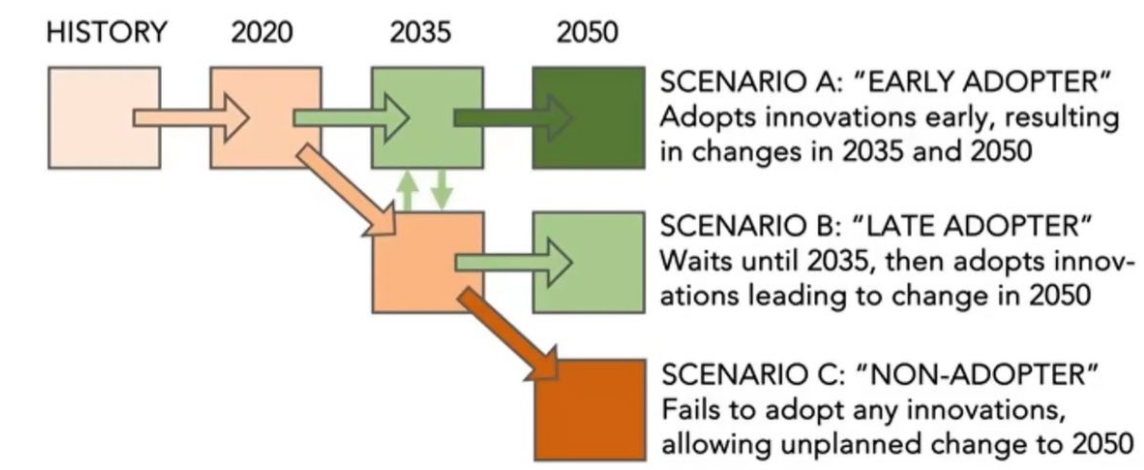 HISTORY 2020 2035 2050
SCENARIO A: "EARLY ADOPTER"
Adopts innovations early, resulting
in changes in 2035 and 2050
SCENARIO B: "LATE ADOPTER"
Waits until 2035, then adopts innov-
ations leading to change in 2050
SCENARIO C: "NON-ADOPTER"
Fails to adopt any innovations,
allowing unplanned change to 2050